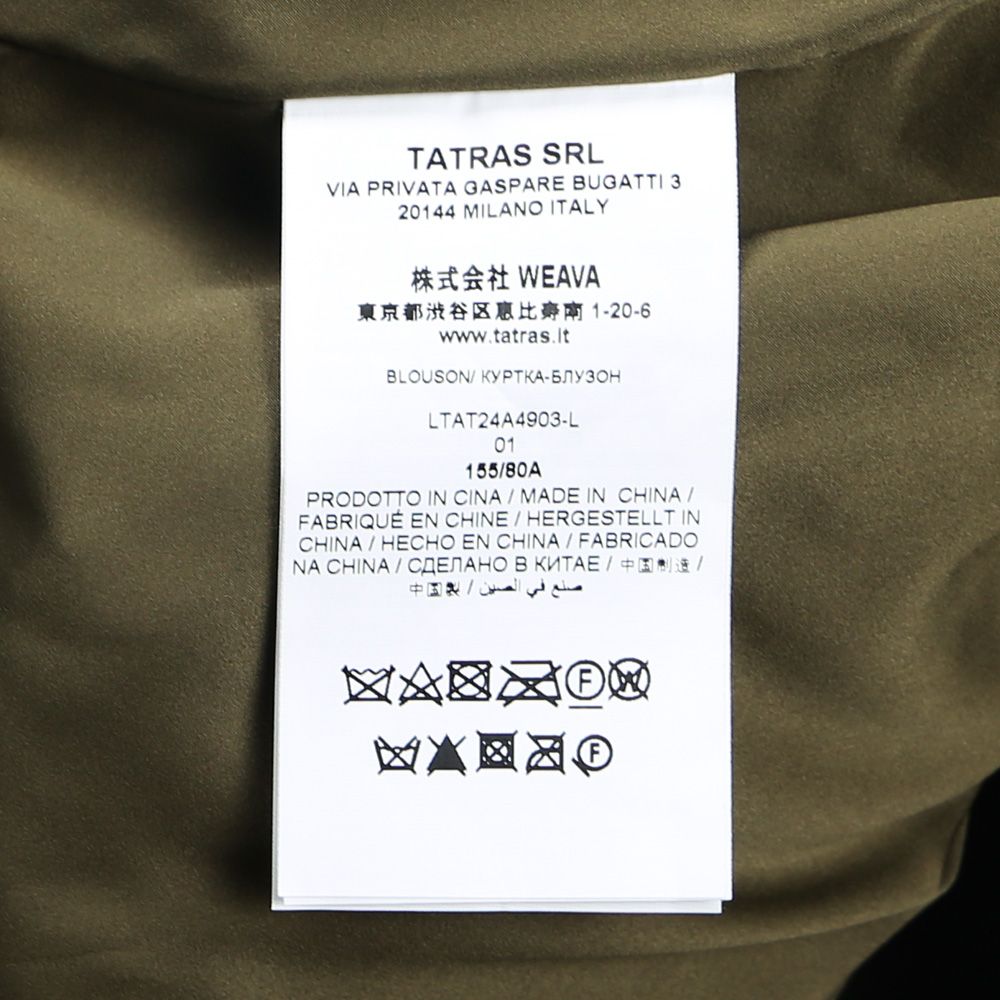 TATRAS SRL
VIA PRIVATA GASPARE BUGATTI 3
20144 MILANO ITALY
株式会社 WEAVA
東京都渋谷区恵比寿南 1-20-6
www.tatras.it
BLOUSON/ КУРТКА-БЛУЗОН
LTAT24A4903-L
01
155/80A
PRODOTTO IN CINA / MADE IN CHINA /
FABRIQUÉ EN CHINE / HERGESTELLT IN
CHINA / HECHO EN CHINA / FABRICADO
NA CHINA / СДЕЛАНО В КИТАЕ / 中国制造 /
中国製 / صنع في الصين
F W
F